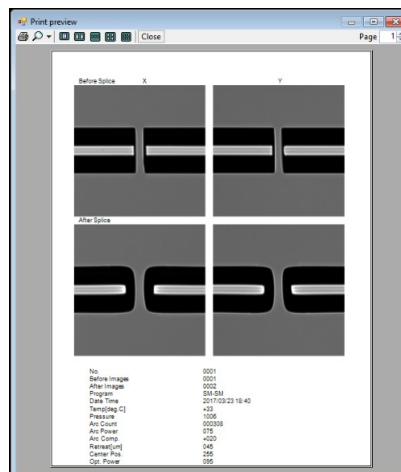 Print preview
Close
Page 1
Before Splice X Y
After Splice
No. 0001
Before Images 0001
After Images 0002
Program SM-SM
Date Time 2017/03/23 18:40
Temp[deg.C] +33
Pressure 1006
Arc Count 000308
Arc Power 075
Arc Comp. +020
Retreat[um] 045
Center Pos. 255
Opt. Power 095